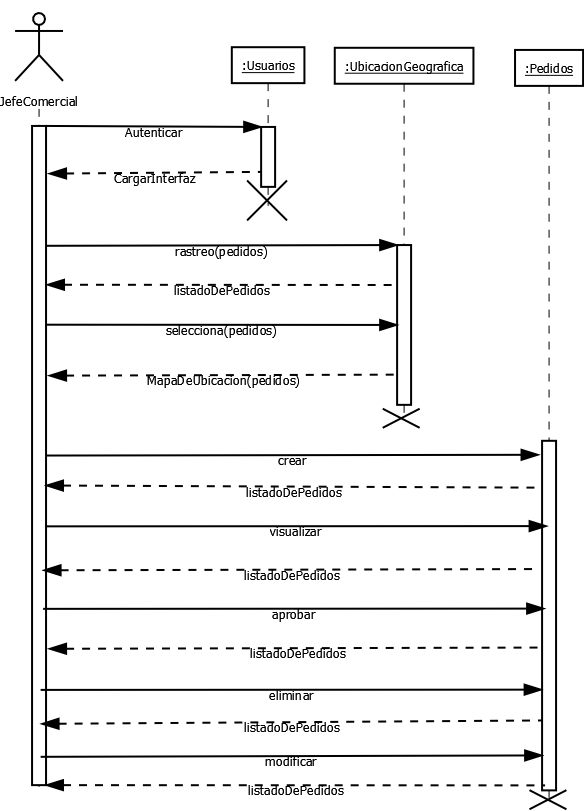 :Usuarios
:UbicacionGeografica
:Pedidos
JefeComercial
Autenticar
CargarInterfaz
rastreo(pedidos)
listadoDePedidos
selecciona(pedidos)
MapaDeUbicacion(pedidos)
crear
listadoDePedidos
visualizar
listadoDePedidos
aprobar
listadoDePedidos
eliminar
listadoDePedidos
modificar
listadoDePedidos